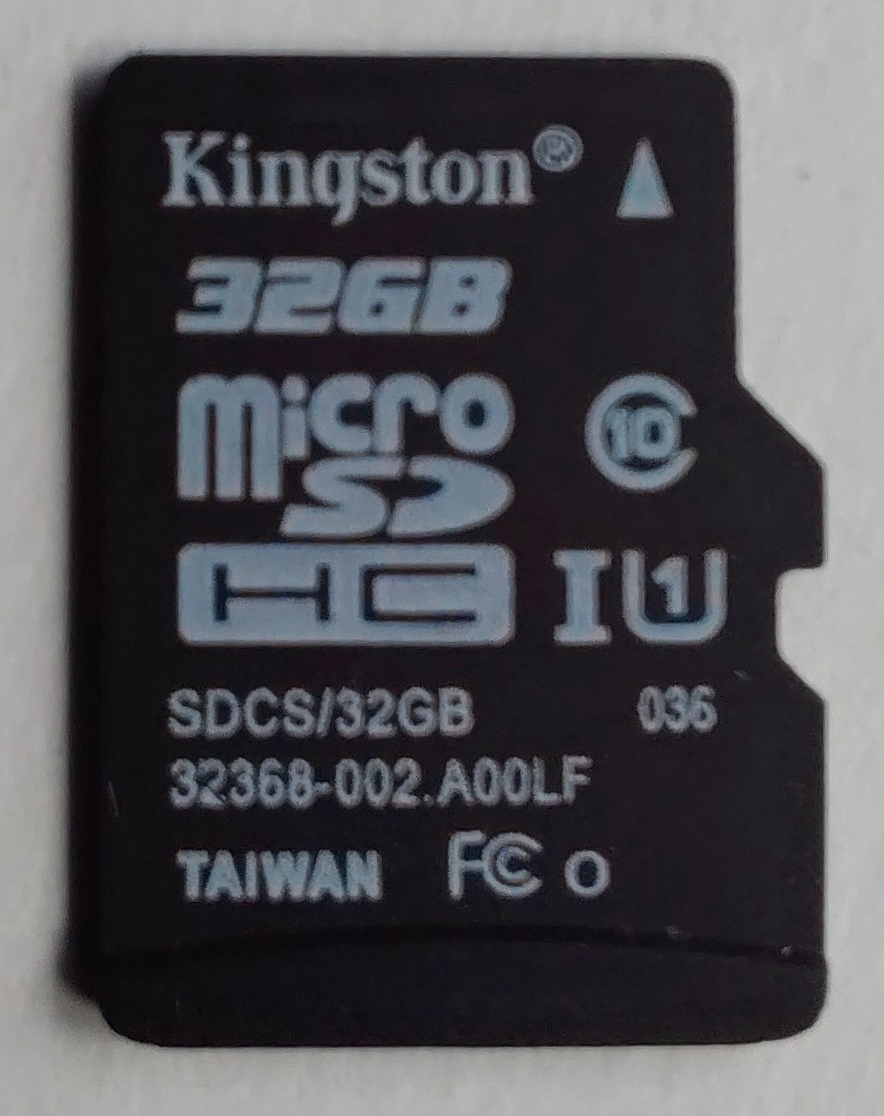 Kingston®
32GB
micro
SD
HC
10
I U1
SDCS/32GB 036
32368-002.A00LF
TAIWAN FC O